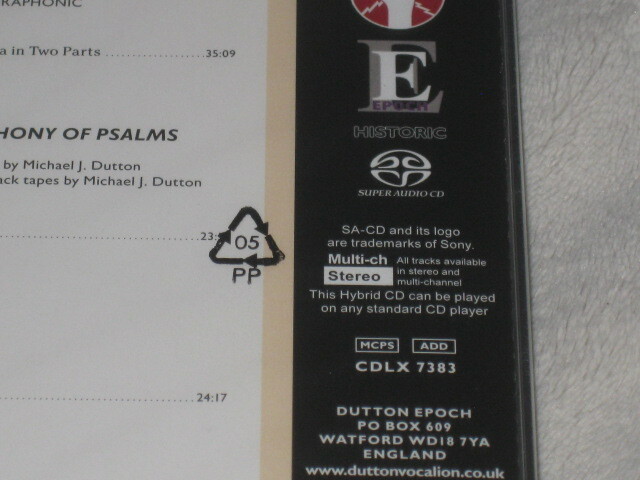 RAPHONIC
a in Two Parts ........................ 35:09
HONY OF PSALMS
by Michael J. Dutton
ack tapes by Michael J. Dutton
05
PP
24:17
E
EPOCH
HISTORIC
SUPER AUDIO CD
SA-CD and its logo
are trademarks of Sony.
Multi-ch
Stereo
All tracks available
in stereo and
multi-channel
This Hybrid CD can be played
on any standard CD player
MCPS ADD
CDLX 7383
DUTTON EPOCH
PO BOX 609
WATFORD WD18 7YA
ENGLAND
www.duttonvocalion.co.uk